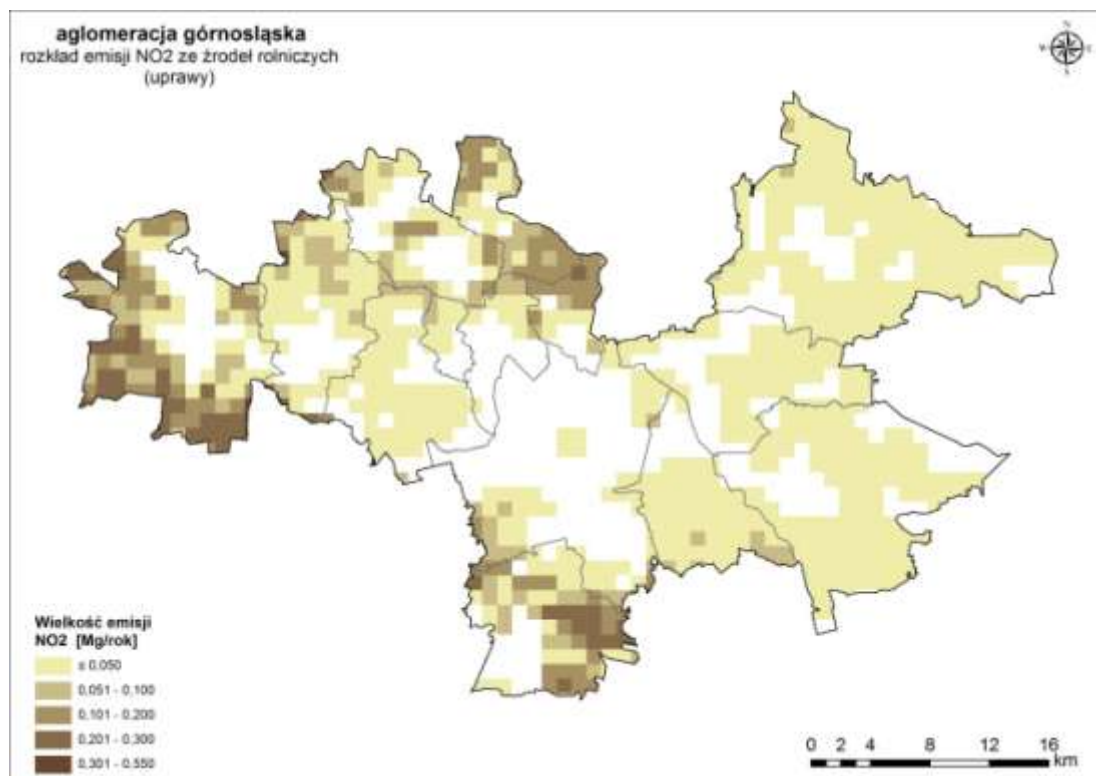 aglomeracja górnośląska
rozkład emisji NO2 ze źrodeł rolniczych
(uprawy)
N
W E
S
Wielkość emisji
NO2 [Mg/rok]
≤ 0,050
0,051 - 0,100
0,101 - 0,200
0,201 - 0,300
0,301 - 0,550
0 2 4 8 12 16
km